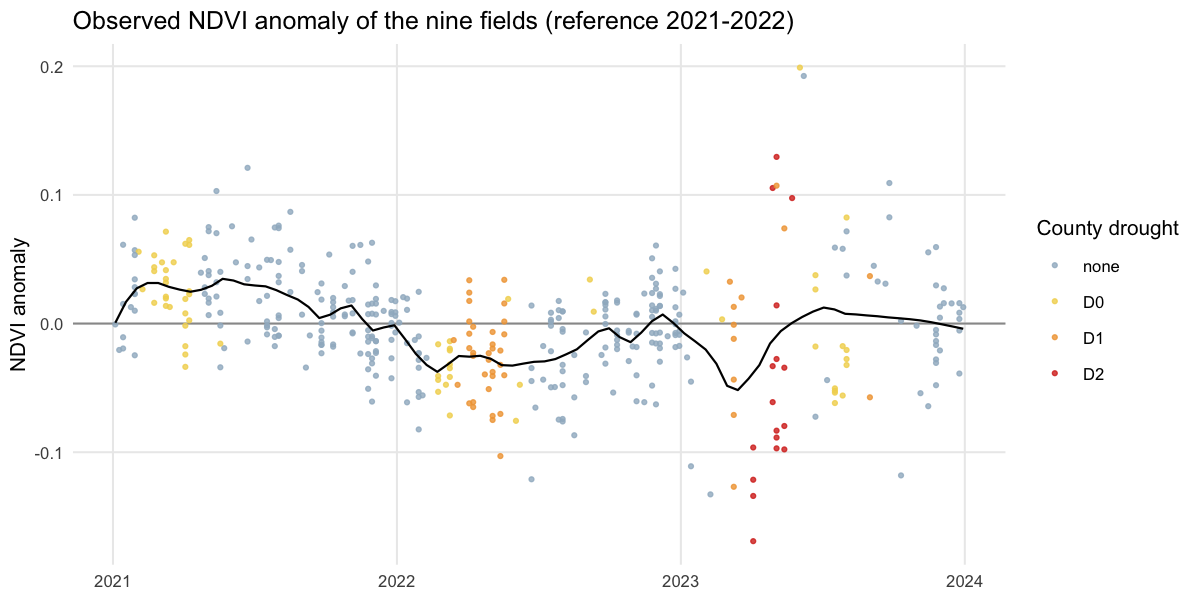 Observed NDVI anomaly of the nine fields (reference 2021-2022)
NDVI anomaly
0.2
0.1
0.0
-0.1
2021
2022
2023
2024
County drought
none
D0
D1
D2